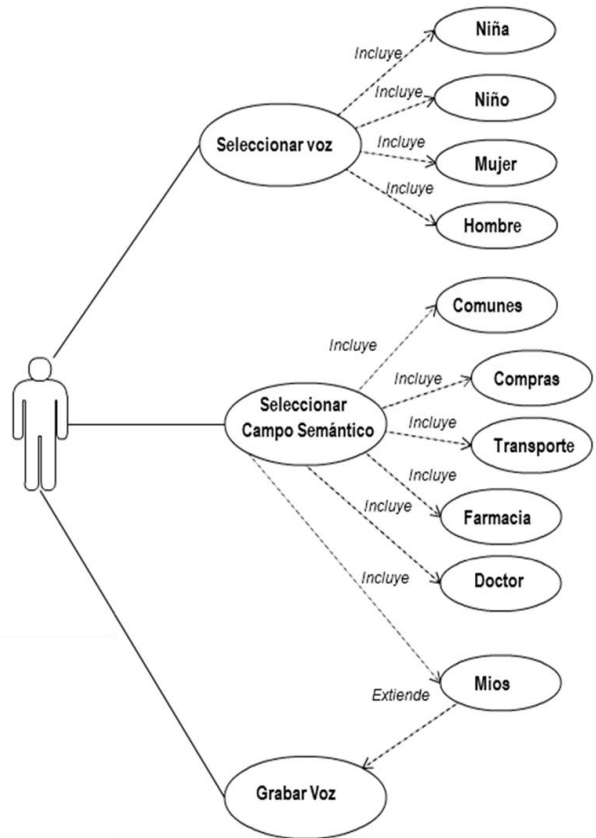 Niña
Incluye
Incluye
Niño
Seleccionar voz
Incluye
Mujer
Incluye
Hombre
Comunes
Incluye
Incluye
Compras
Seleccionar
Campo Semántico
Incluye
Transporte
Incluye
Incluye
Farmacia
Incluye
Doctor
Mios
Extiende
Grabar Voz